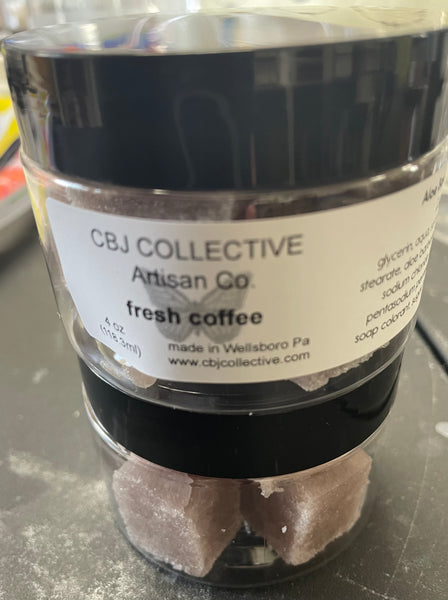 CBJ COLLECTIVE
Artisan Co.
fresh coffee
4 oz
(118.3ml)
made in Wellsboro Pa
www.cbjcollective.com
Aloe
glycerin, aqua
stearate, aloe
sodium
pentasodium
soap colorant